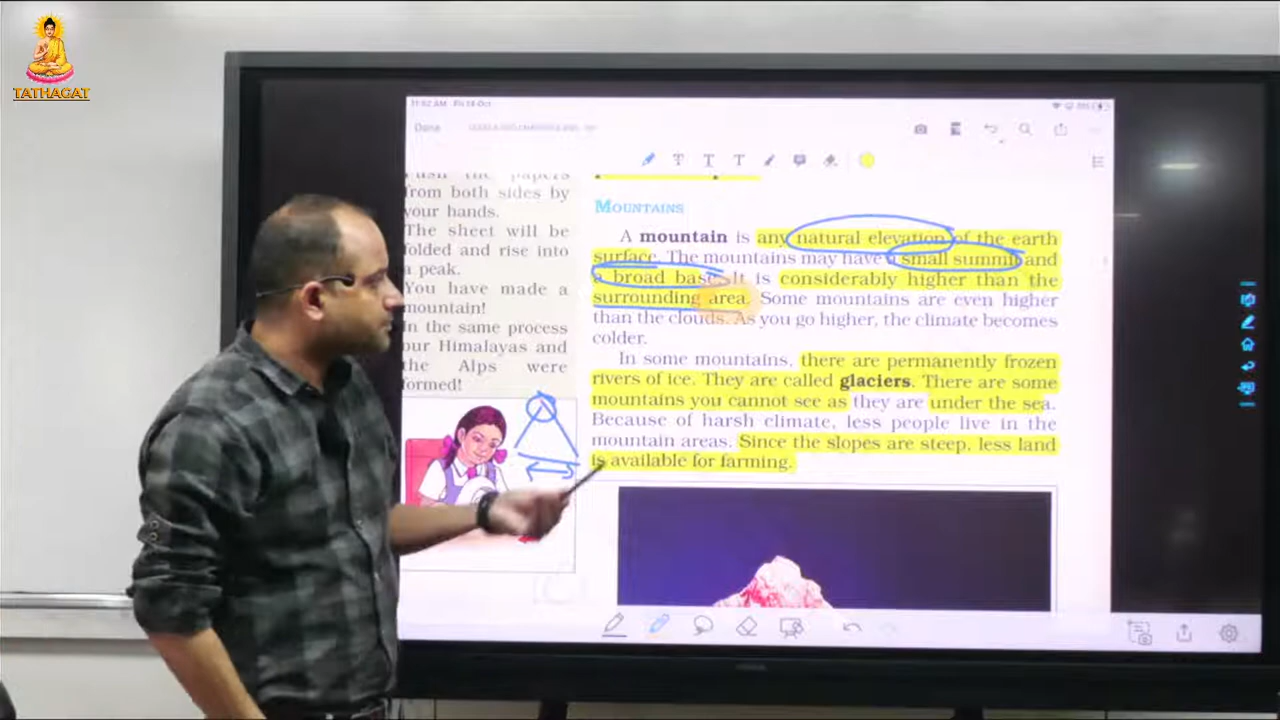 TATHAGAT
11:52 AM Fri 14 Oct
Done
from both sides by
your hands.
The sheet will be
folded and rise into
a peak.
You have made a
mountain!
In the same process
our Himalayas and
the Alps were
formed!
MOUNTAINS
A mountain is any natural elevation of the earth
surface. The mountains may have a small summit and
a broad base. It is considerably higher than the
surrounding area. Some mountains are even higher
than the clouds. As you go higher, the climate becomes
colder.
In some mountains, there are permanently frozen
rivers of ice. They are called glaciers. There are some
mountains you cannot see as they are under the sea.
Because of harsh climate, less people live in the
mountain areas. Since the slopes are steep, less land
is available for farming.